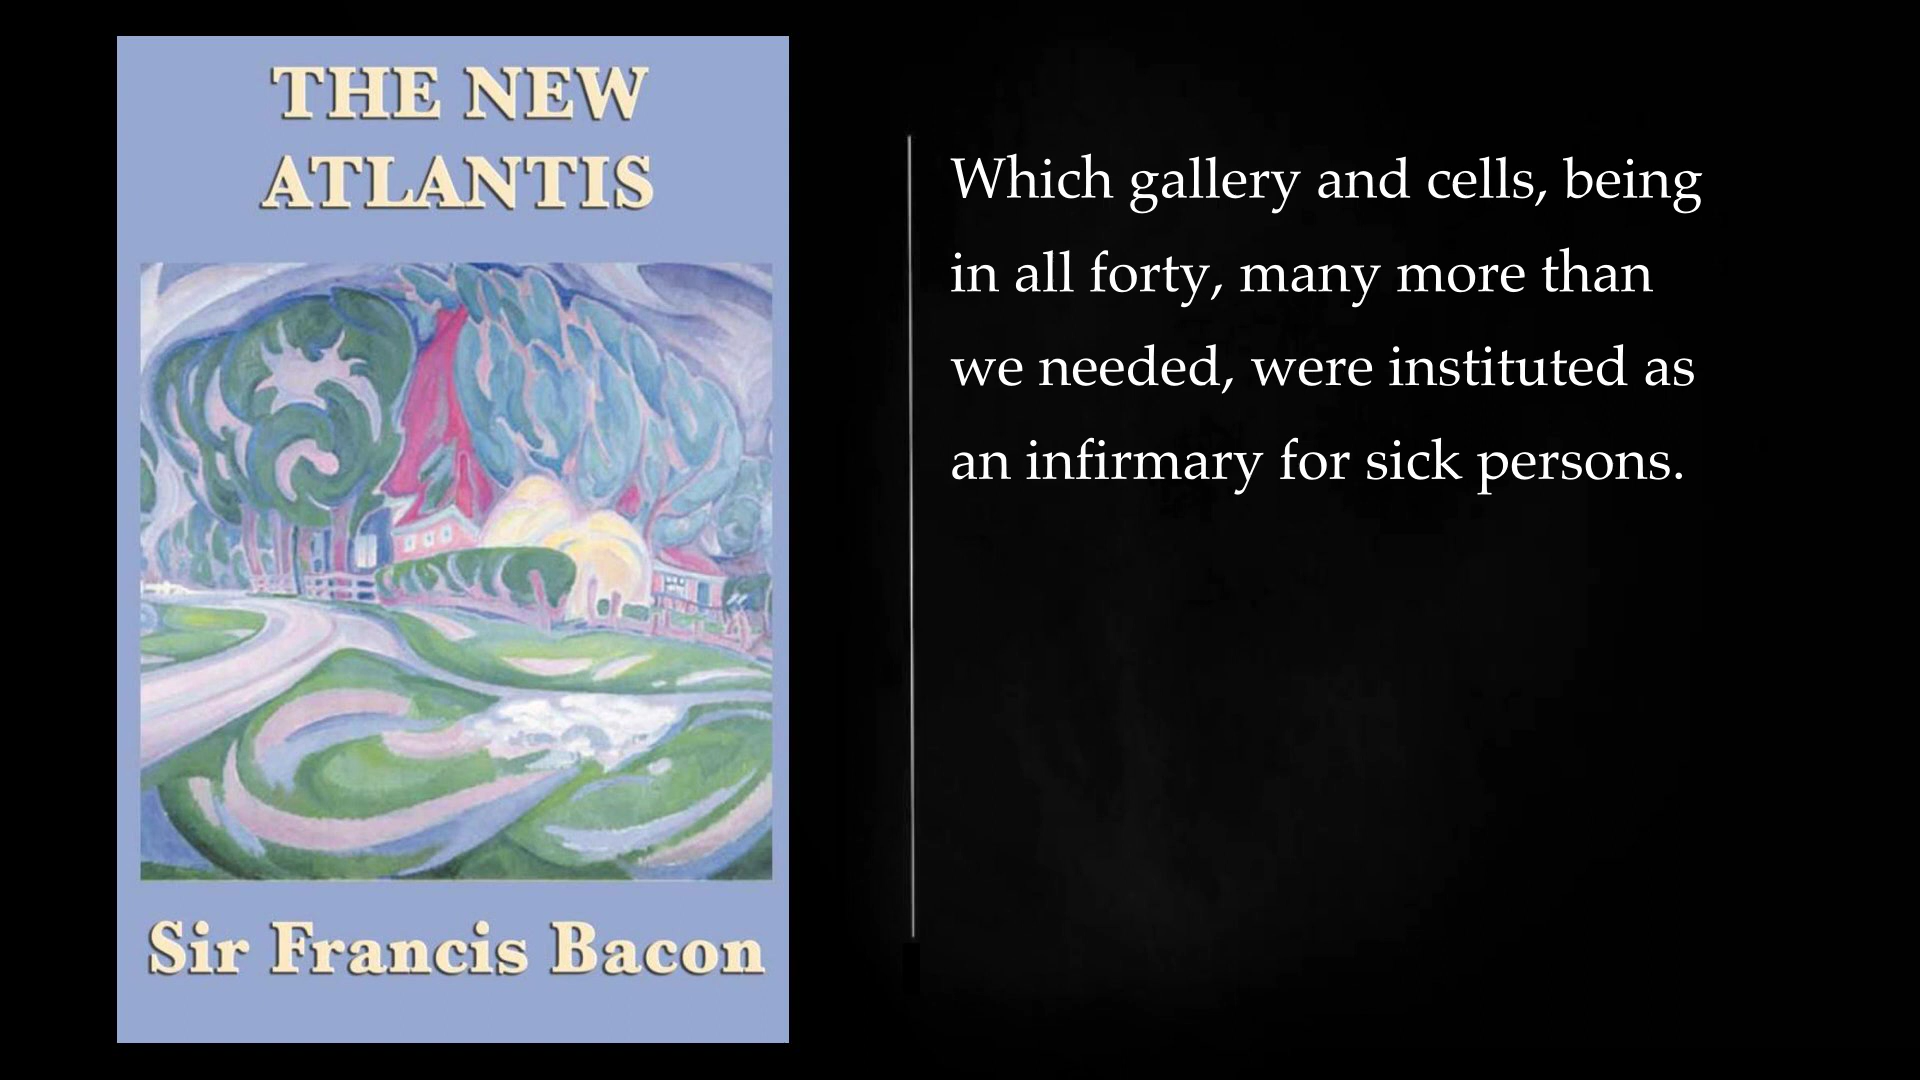 THE NEW
ATLANTIS
Sir Francis Bacon
Which gallery and cells, being
in all forty, many more than
we needed, were instituted as
an infirmary for sick persons.